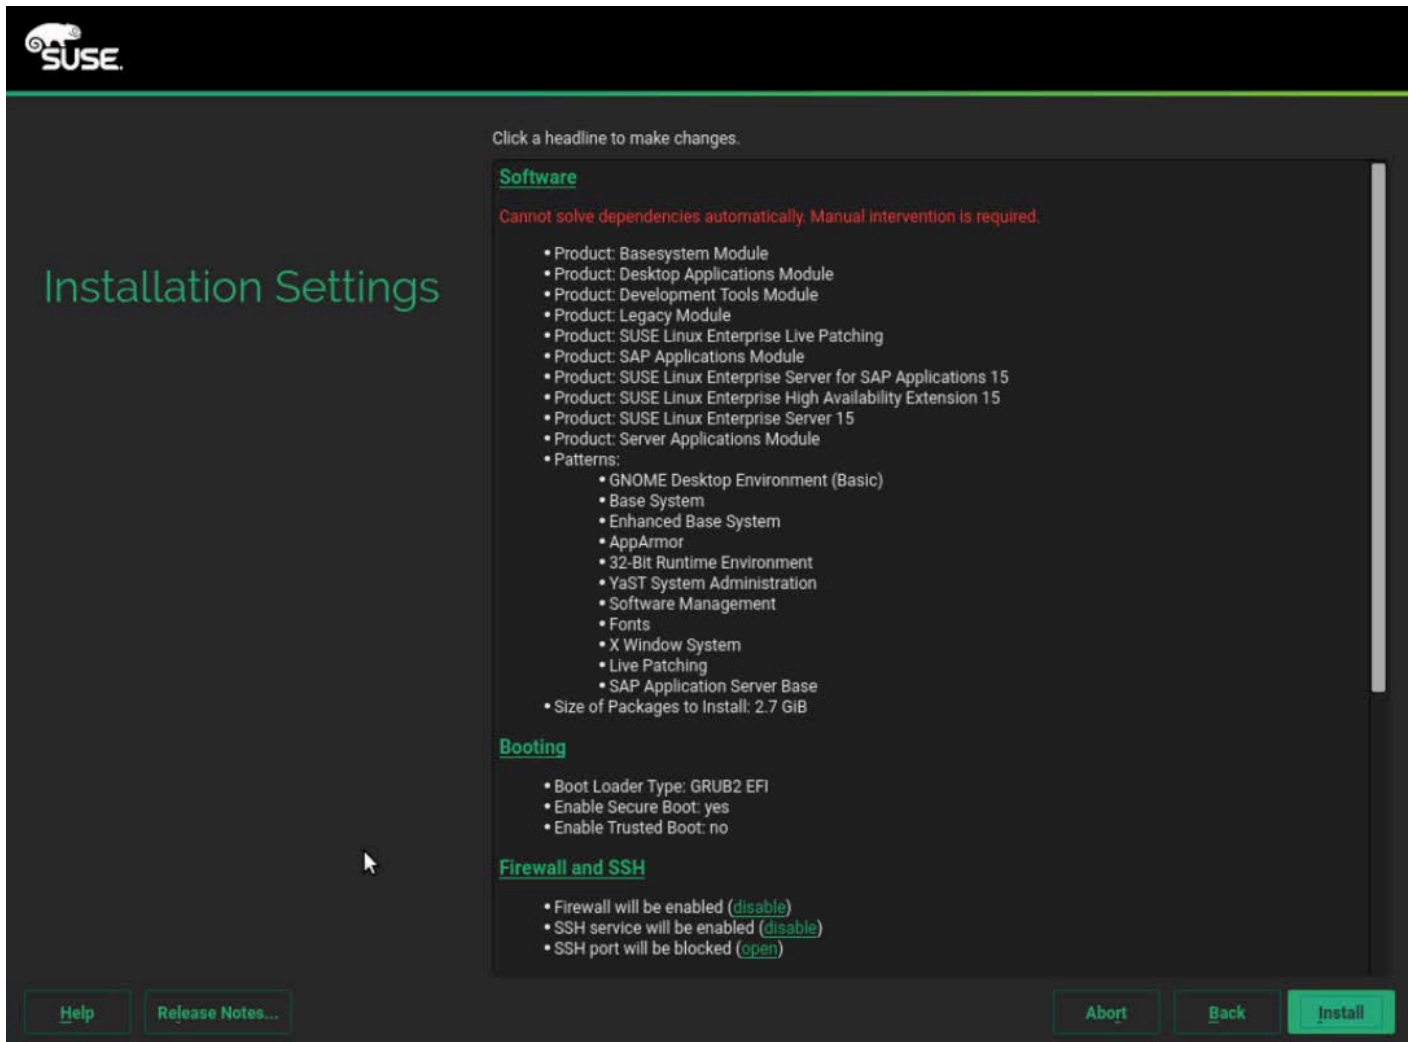 SUSE.
Click a headline to make changes.
Installation Settings
Software
Cannot solve dependencies automatically. Manual intervention is required.
• Product: Basesystem Module
• Product: Desktop Applications Module
• Product: Development Tools Module
• Product: Legacy Module
• Product: SUSE Linux Enterprise Live Patching
• Product: SAP Applications Module
• Product: SUSE Linux Enterprise Server for SAP Applications 15
• Product: SUSE Linux Enterprise High Availability Extension 15
• Product: SUSE Linux Enterprise Server 15
• Product: Server Applications Module
• Patterns:
• GNOME Desktop Environment (Basic)
• Base System
• Enhanced Base System
• AppArmor
• 32-Bit Runtime Environment
• YaST System Administration
• Software Management
• Fonts
• X Window System
• Live Patching
• SAP Application Server Base
• Size of Packages to Install: 2.7 GiB
Booting
• Boot Loader Type: GRUB2 EFI
• Enable Secure Boot: yes
• Enable Trusted Boot: no
Firewall and SSH
• Firewall will be enabled (disable)
• SSH service will be enabled (disable)
• SSH port will be blocked (open)
Help Release Notes... Abort Back Install